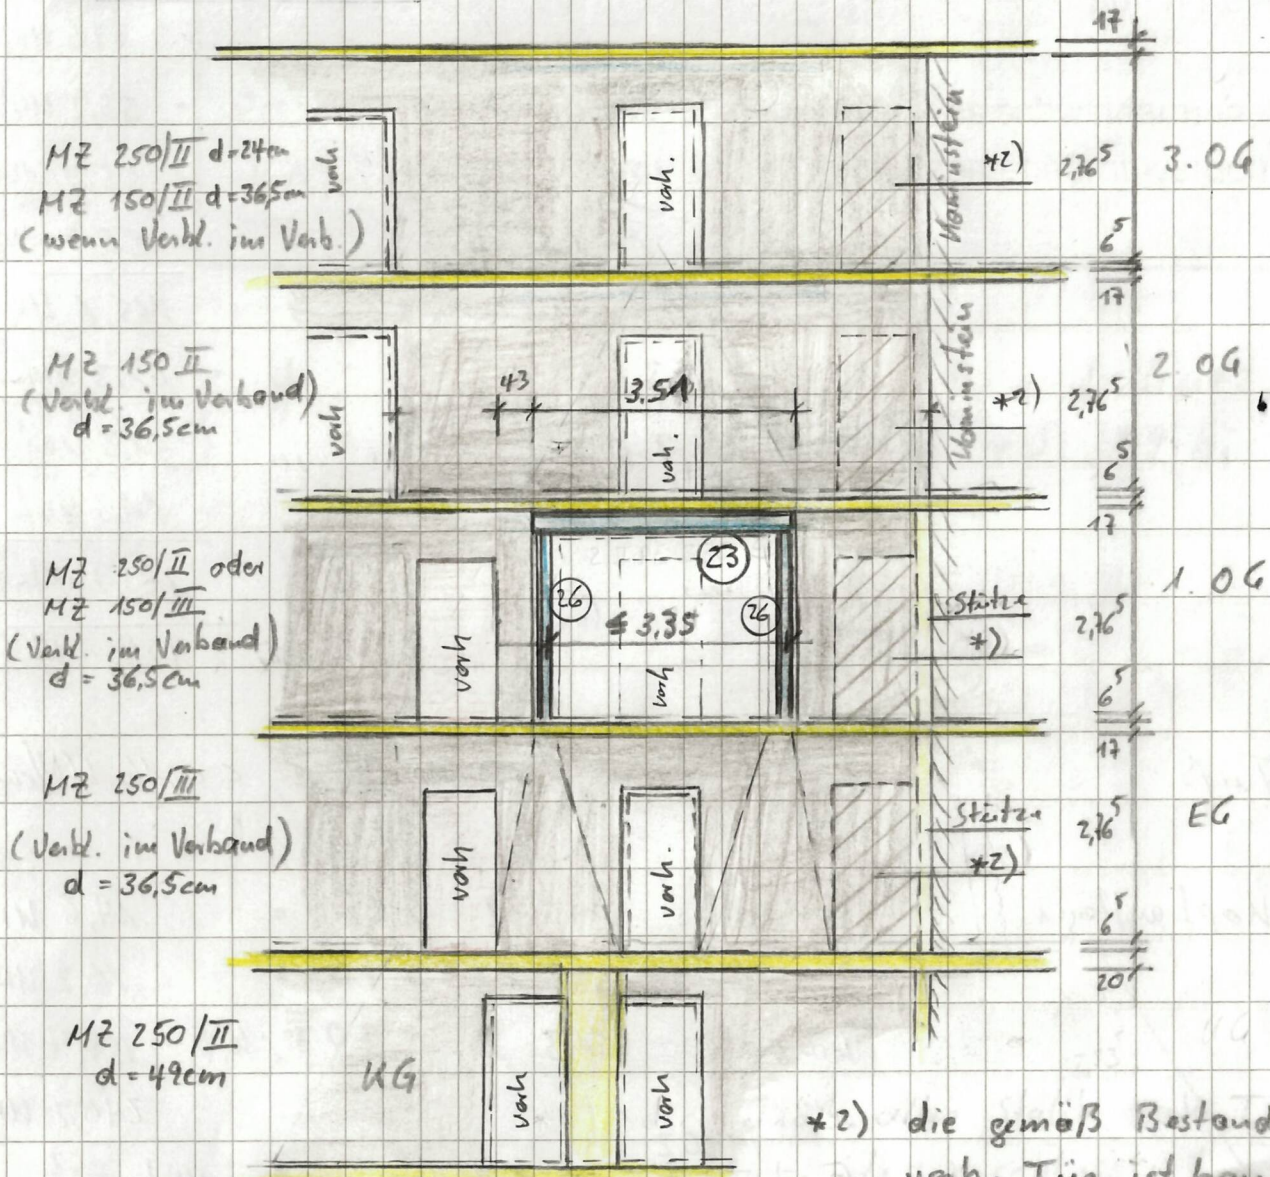 17
MZ 250/II d=24cm
MZ 150/II d=36,5cm
(wenn Verbl. im Verb.)
vorh.
vorh.
Kaminstein
*2)
2,76⁵
3.OG
6⁵
17
MZ 150 II
(Verbl. im Verband)
d = 36,5cm
vorh
43
3.51
vorh.
Kaminstein
*2)
2,76⁵
2.OG
6⁵
17
MZ 250/II oder
MZ 150/III
(Verbl. im Verband)
d = 36,5cm
vorh
26
23
26
≤ 3,35
vorh
Stütze
*)
2,76⁵
1.OG
6⁵
17
MZ 250/III
(Verbl. im Verband)
d = 36,5cm
vorh
vorh.
Stütze
*2)
2,76⁵
EG
6⁵
20
MZ 250/II
d = 49cm
KG
vorh
vorh
*2) die gemäß Bestand
vorh. Tür ist